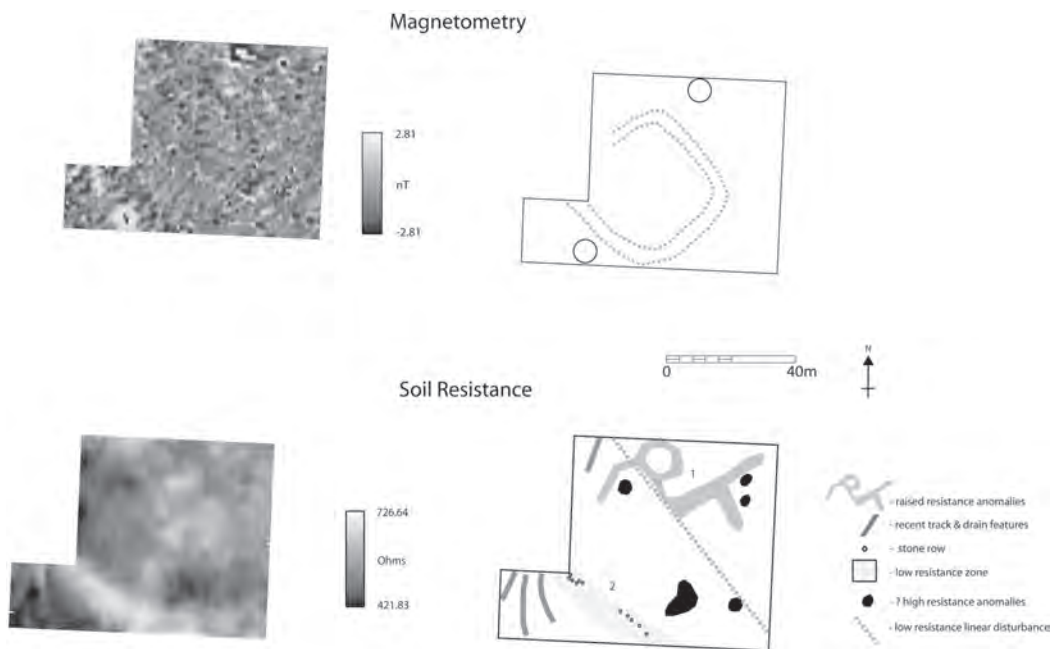 Magnetometry
2.81
nT
-2.81
N
0 40m
Soil Resistance
726.64
Ohms
421.83
1
2
- raised resistance anomalies
- recent track & drain features
- stone row
- low resistance zone
- ? high resistance anomalies
- low resistance linear disturbance